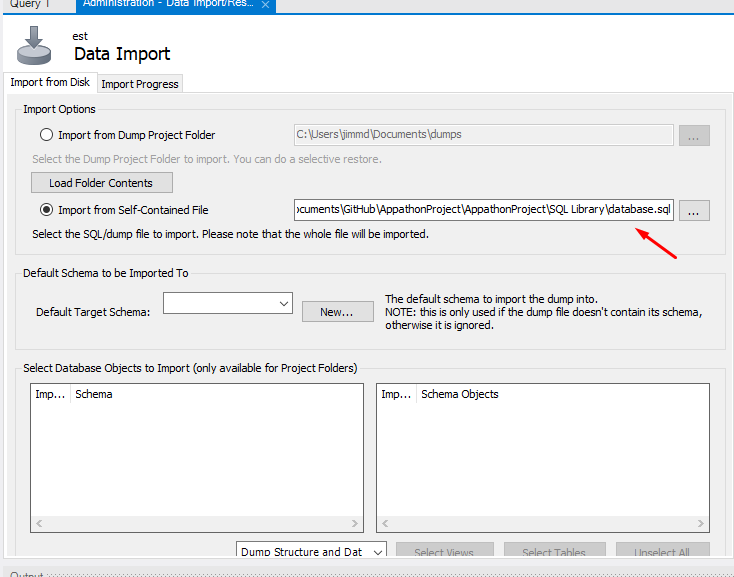 Query 1
Administration - Data Import/Res...
est
Data Import
Import from Disk
Import Progress
Import Options
Import from Dump Project Folder
C:\Users\jimmd\Documents\dumps
...
Select the Dump Project Folder to import. You can do a selective restore.
Load Folder Contents
Import from Self-Contained File
ocuments\GitHub\AppathonProject\AppathonProject\SQL Library\database.sql
...
Select the SQL/dump file to import. Please note that the whole file will be imported.
Default Schema to be Imported To
Default Target Schema:
New...
The default schema to import the dump into.
NOTE: this is only used if the dump file doesn't contain its schema,
otherwise it is ignored.
Select Database Objects to Import (only available for Project Folders)
Imp... Schema
Imp... Schema Objects
Dump Structure and Dat
Select Views
Select Tables
Unselect All
Output